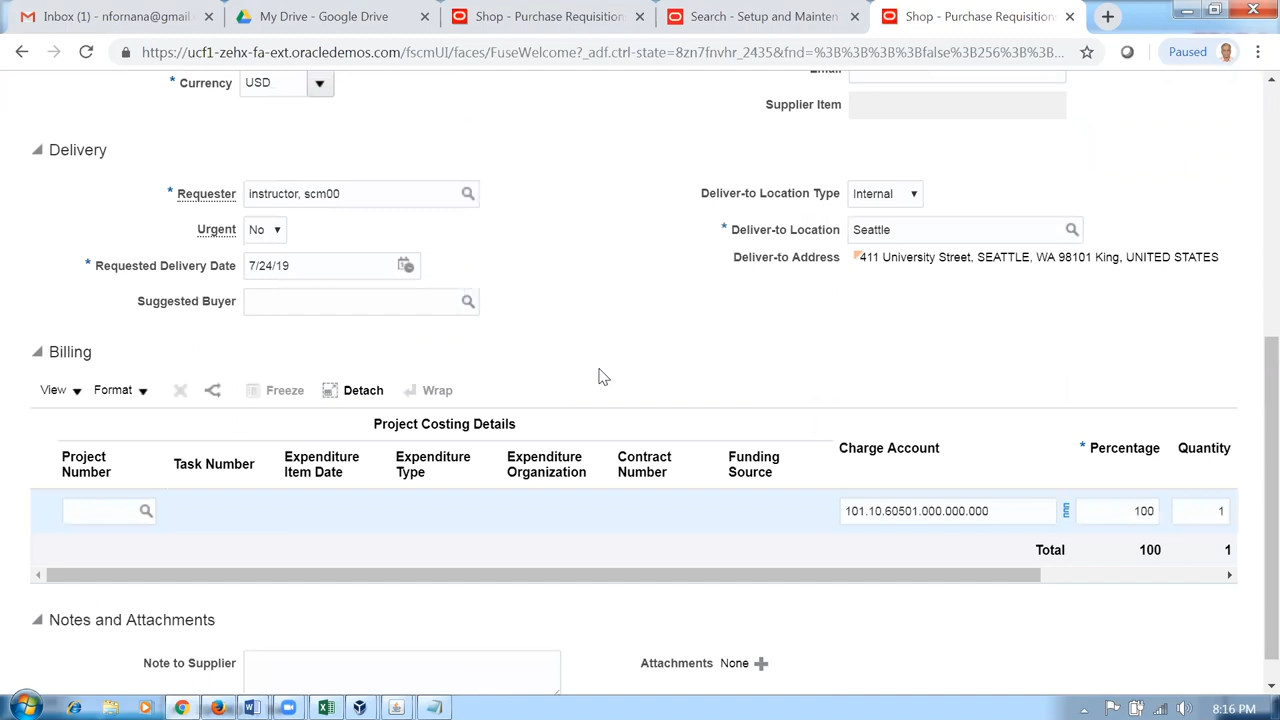 Inbox (1) - nfornana@gmai
My Drive - Google Drive
Shop - Purchase Requisition
Search - Setup and Mainten
Shop - Purchase Requisitions
https://ucf1-zehx-fa-ext.oracledemos.com/fscmUI/faces/FuseWelcome?_adf.ctrl-state=8zn7fnvhr_2435&fnd=%3B%3B%3B%3Bfalse%3B256%3B%3B...
Paused
* Currency USD
Supplier Item
Delivery
* Requester instructor, scm00
Deliver-to Location Type Internal
Urgent No
* Deliver-to Location Seattle
* Requested Delivery Date 7/24/19
Deliver-to Address 411 University Street, SEATTLE, WA 98101 King, UNITED STATES
Suggested Buyer
Billing
View Format Freeze Detach Wrap
Project Costing Details
Project Number
Task Number
Expenditure Item Date
Expenditure Type
Expenditure Organization
Contract Number
Funding Source
Charge Account
* Percentage
Quantity
101.10.60501.000.000.000 100 1
Total 100 1
Notes and Attachments
Note to Supplier
Attachments None
8:16 PM